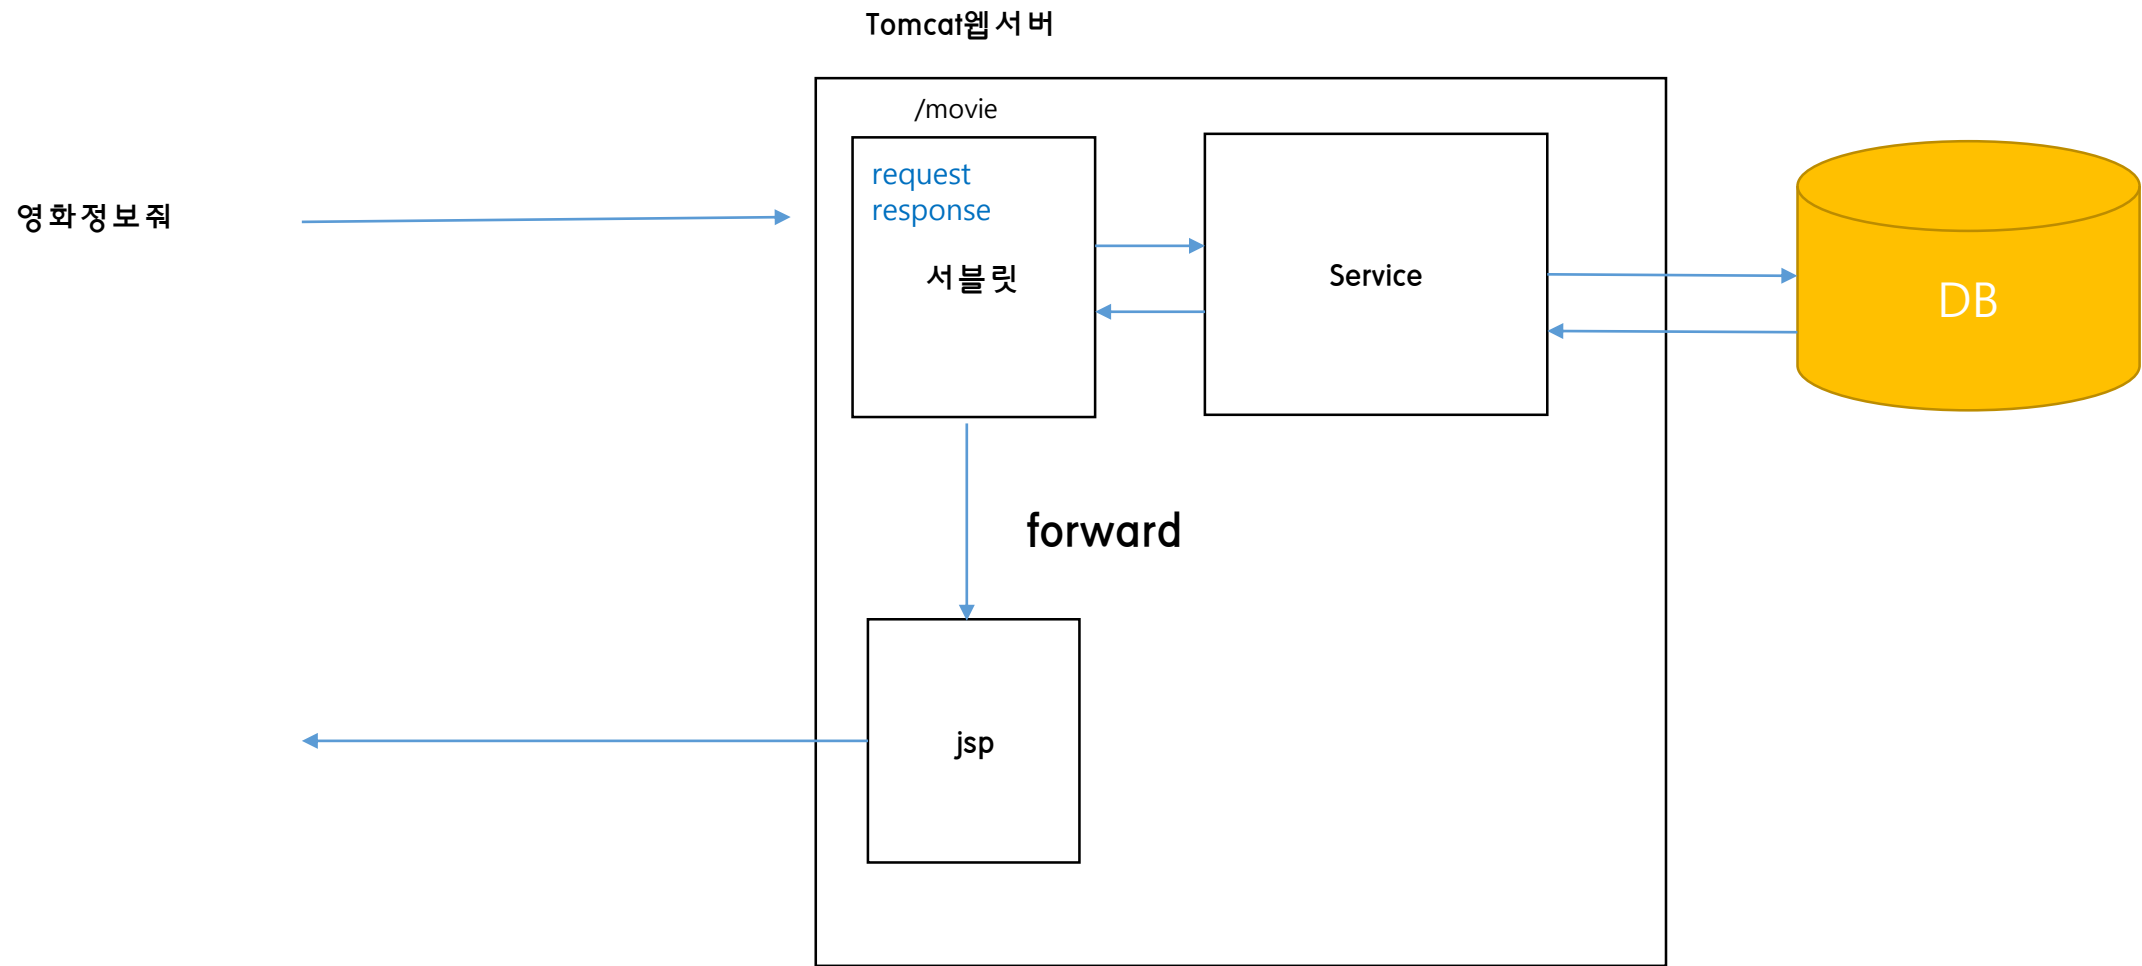 Tomcat웹서버
/movie
request
response
영화정보줘
서블릿
Service
DB
forward
jsp